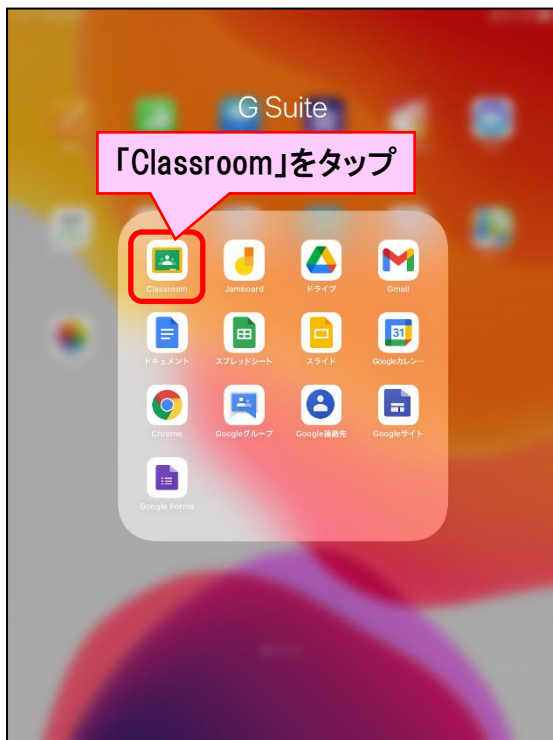 G Suite
「Classroom」をタップ
Classroom
Jamboard
ドライブ
Gmail
ドキュメント
スプレッドシート
スライド
Googleカレン…
Chrome
Googleグループ
Google連絡先
Googleサイト
Google Forms
31